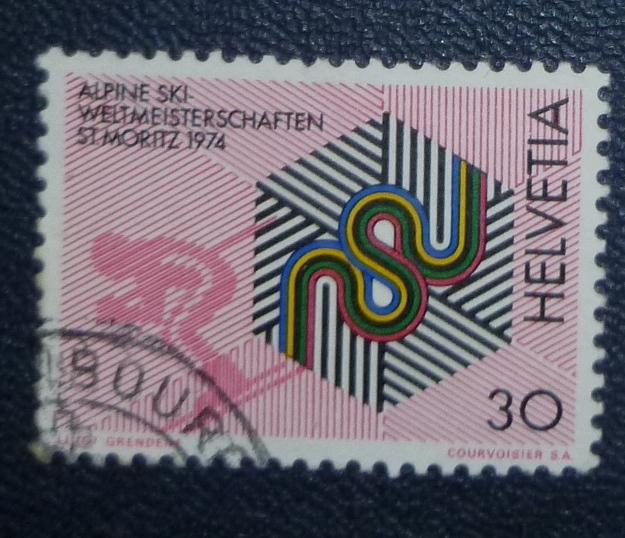 ALPINE SKI-
WELTMEISTERSCHAFTEN
ST. MORITZ 1974
HELVETIA
30
COURVOISIER S.A.